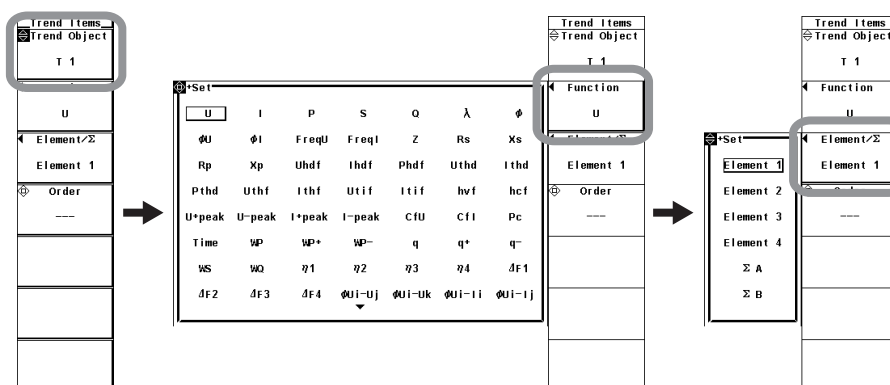 Trend Items
Trend Object
T 1
U
Element/Σ
Element 1
Order
---
+Set
U I P S Q λ ϕ
ϕU ϕI FreqU FreqI Z Rs Xs
Rp Xp Uhdf Ihdf Phdf Uthd Ithd
Pthd Uthf Ithf Utif Itif hvf hcf
U+peak U-peak I+peak I-peak CfU CfI Pc
Time WP WP+ WP- q q+ q-
WS WQ η1 η2 η3 η4 ΔF1
ΔF2 ΔF3 ΔF4 ϕUi-Uj ϕUi-Uk ϕUi-Ii ϕUi-Ij
Trend Items
Trend Object
T 1
Function
U
Element/Σ
Element 1
Order
---
+Set
Element 1
Element 2
Element 3
Element 4
Σ A
Σ B
Trend Items
Trend Object
T 1
Function
U
Element/Σ
Element 1
---